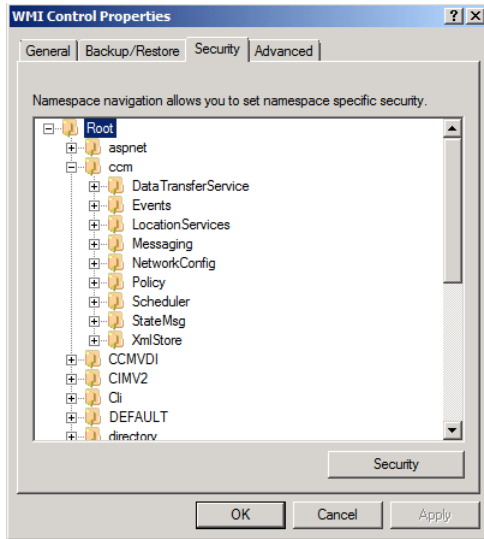 WMI Control Properties
General Backup/Restore Security Advanced
Namespace navigation allows you to set namespace specific security.
Root
aspnet
ccm
DataTransferService
Events
LocationServices
Messaging
NetworkConfig
Policy
Scheduler
StateMsg
XmlStore
CCMVDI
CIMV2
Cli
DEFAULT
directory
Security
OK Cancel Apply